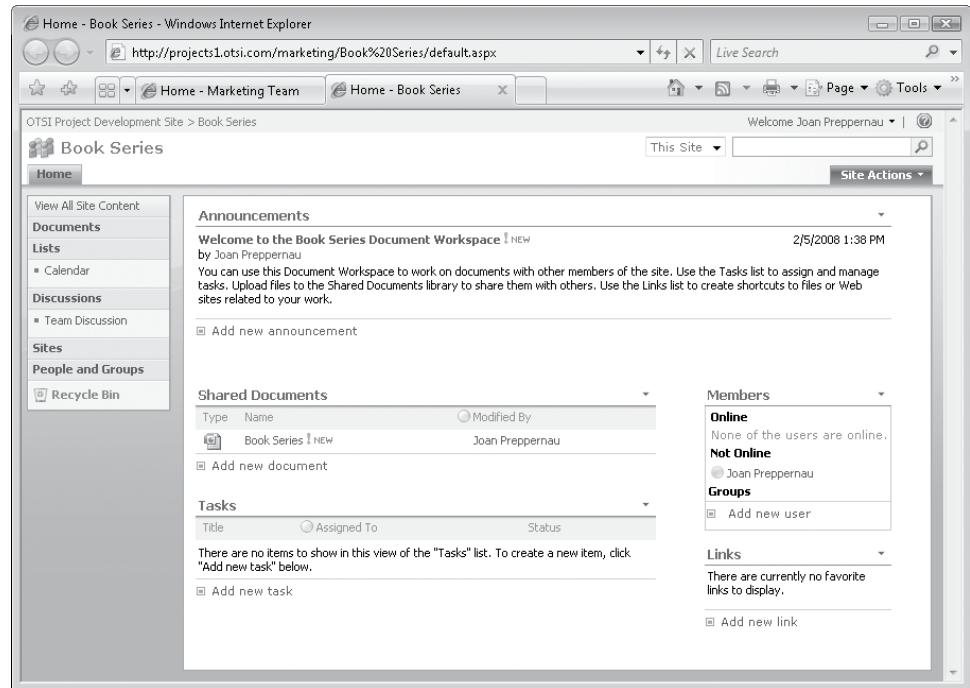 Home - Book Series - Windows Internet Explorer
http://projects1.otsi.com/marketing/Book%20Series/default.aspx
Live Search
Home - Marketing Team
Home - Book Series
Page
Tools
OTSI Project Development Site > Book Series
Welcome Joan Preppernau
Book Series
This Site
Home
Site Actions
View All Site Content
Documents
Lists
Calendar
Discussions
Team Discussion
Sites
People and Groups
Recycle Bin
Announcements
Welcome to the Book Series Document Workspace ! NEW
2/5/2008 1:38 PM
by Joan Preppernau
You can use this Document Workspace to work on documents with other members of the site. Use the Tasks list to assign and manage
tasks. Upload files to the Shared Documents library to share them with others. Use the Links list to create shortcuts to files or Web
sites related to your work.
Add new announcement
Shared Documents
Type Name Modified By
Book Series ! NEW Joan Preppernau
Add new document
Tasks
Title Assigned To Status
There are no items to show in this view of the "Tasks" list. To create a new item, click
"Add new task" below.
Add new task
Members
Online
None of the users are online.
Not Online
Joan Preppernau
Groups
Add new user
Links
There are currently no favorite
links to display.
Add new link